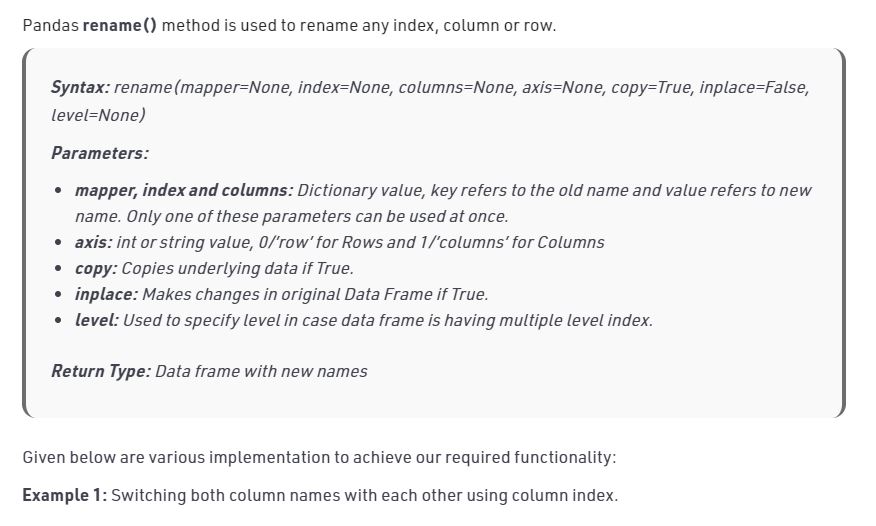 Pandas rename() method is used to rename any index, column or row.
Syntax: rename(mapper=None, index=None, columns=None, axis=None, copy=True, inplace=False,
level=None)
Parameters:
• mapper, index and columns: Dictionary value, key refers to the old name and value refers to new
name. Only one of these parameters can be used at once.
• axis: int or string value, 0/'row' for Rows and 1/'columns' for Columns
• copy: Copies underlying data if True.
• inplace: Makes changes in original Data Frame if True.
• level: Used to specify level in case data frame is having multiple level index.
Return Type: Data frame with new names
Given below are various implementation to achieve our required functionality:
Example 1: Switching both column names with each other using column index.